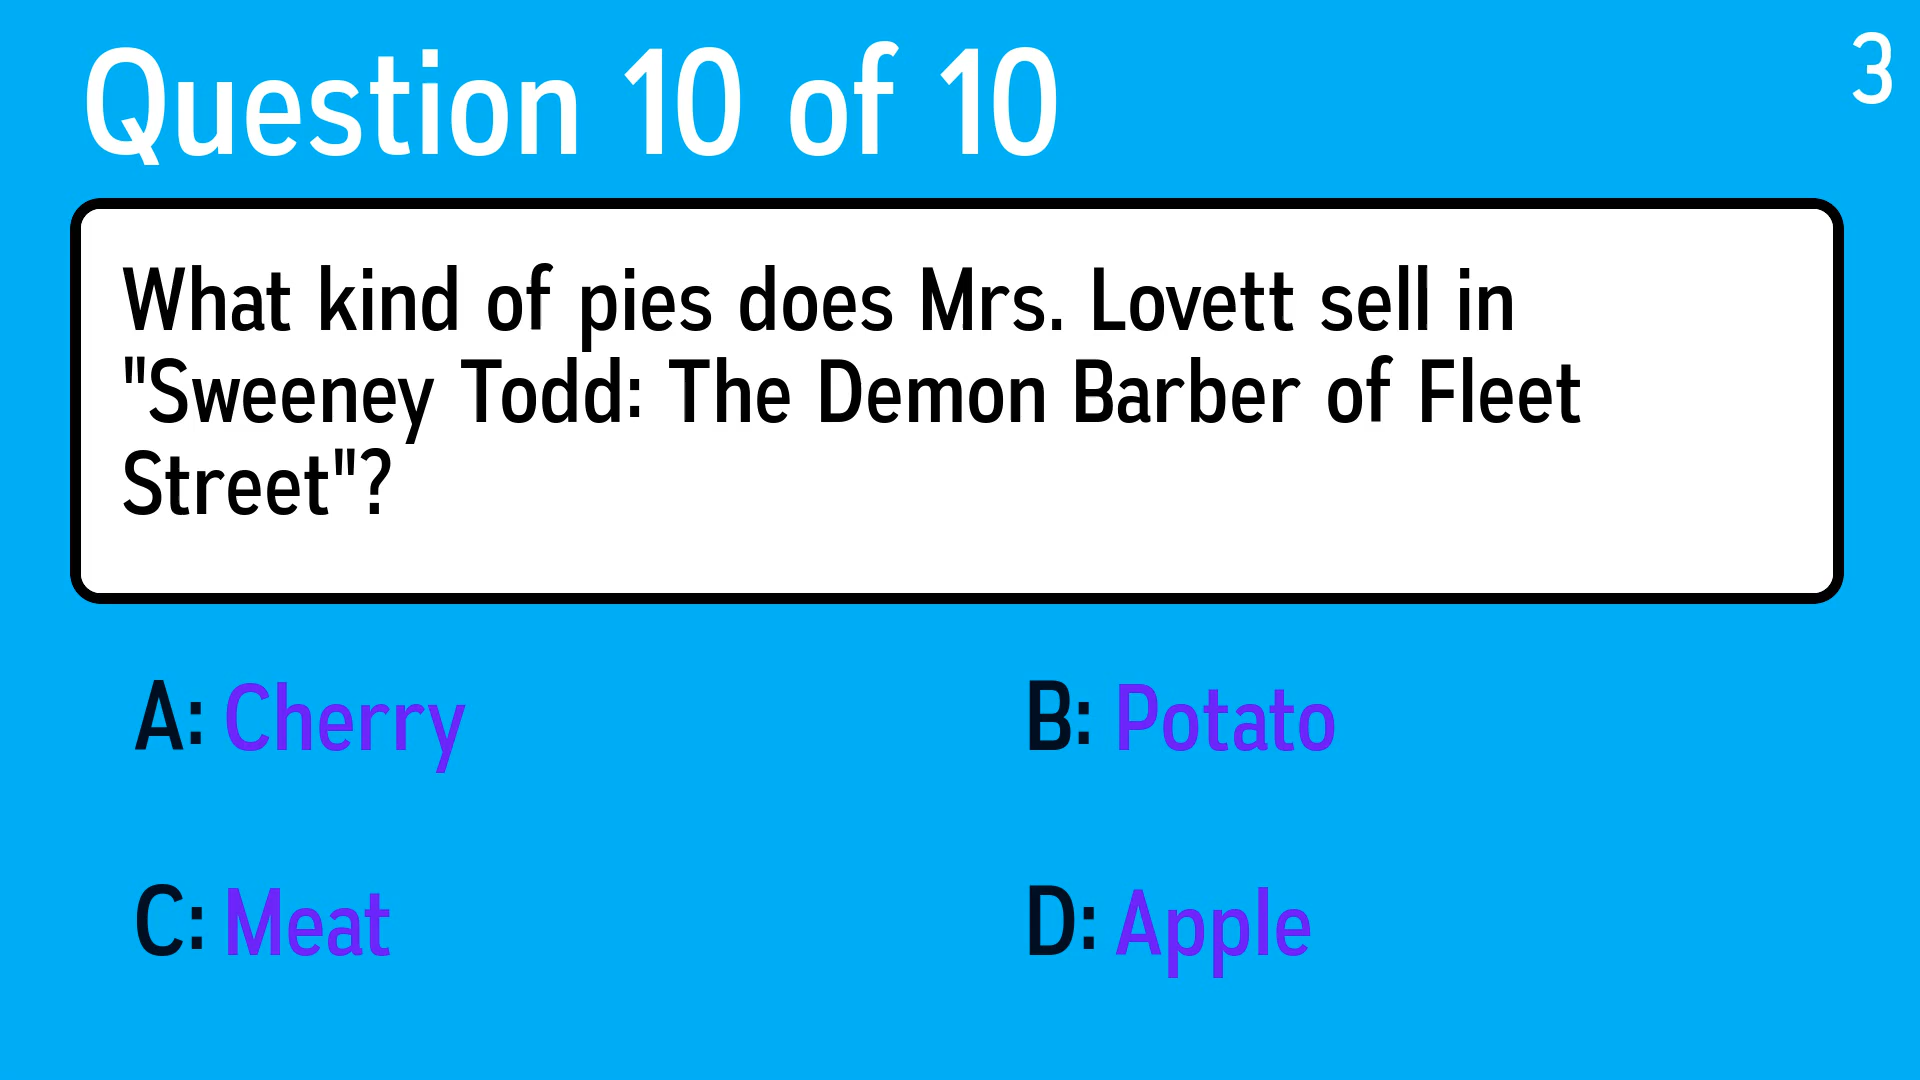 Question 10 of 10
3
What kind of pies does Mrs. Lovett sell in
"Sweeney Todd: The Demon Barber of Fleet
Street"?
A: Cherry
B: Potato
C: Meat
D: Apple